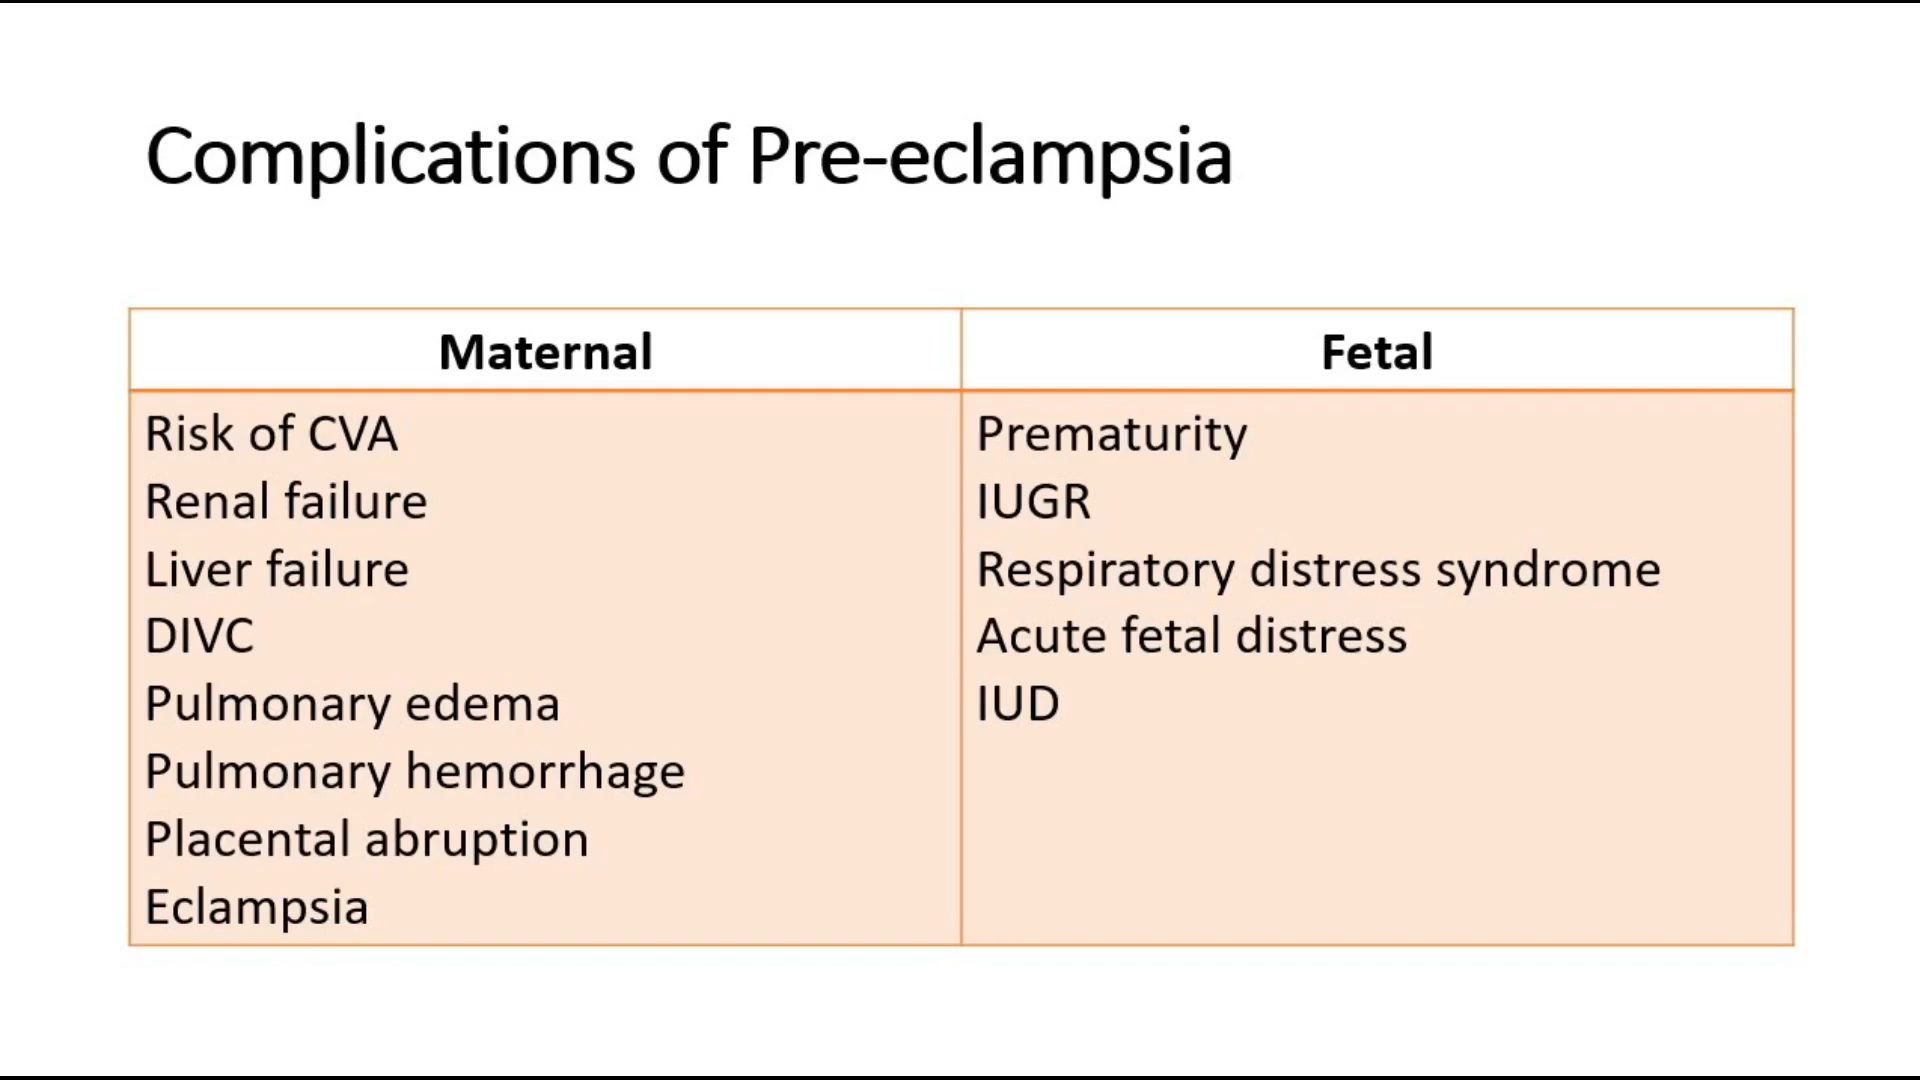 Complications of Pre-eclampsia
Maternal
Risk of CVA
Renal failure
Liver failure
DIVC
Pulmonary edema
Pulmonary hemorrhage
Placental abruption
Eclampsia
Fetal
Prematurity
IUGR
Respiratory distress syndrome
Acute fetal distress
IUD